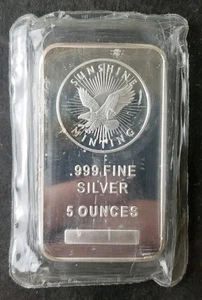 SUNSHINE
MINTING
.999 FINE
SILVER
5 OUNCES